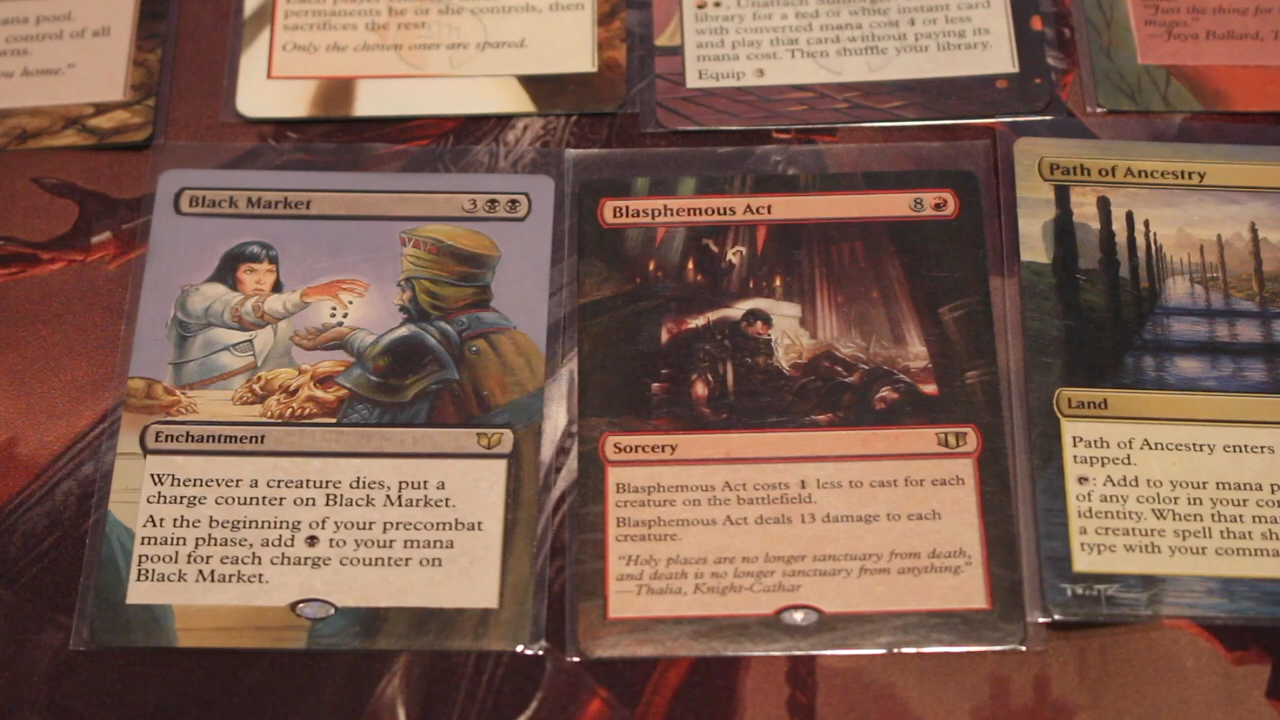 ana pool.
control of all
wns.
ou home."
permanents he or she controls, then
sacrifices the rest.
Only the chosen ones are spared.
library for a red or white instant card
with converted mana cost 4 or less
and play that card without paying its
mana cost. Then shuffle your library.
Equip 3
"Just the thing for
mages."
—Jaya Ballard, T
Black Market
3
Enchantment
Whenever a creature dies, put a
charge counter on Black Market.
At the beginning of your precombat
main phase, add to your mana
pool for each charge counter on
Black Market.
Blasphemous Act
8
Sorcery
Blasphemous Act costs 1 less to cast for each
creature on the battlefield.
Blasphemous Act deals 13 damage to each
creature.
"Holy places are no longer sanctuary from death,
and death is no longer sanctuary from anything."
—Thalia, Knight-Cathar
Path of Ancestry
Land
Path of Ancestry enters
tapped.
: Add to your mana p
of any color in your co
identity. When that ma
a creature spell that sh
type with your comma